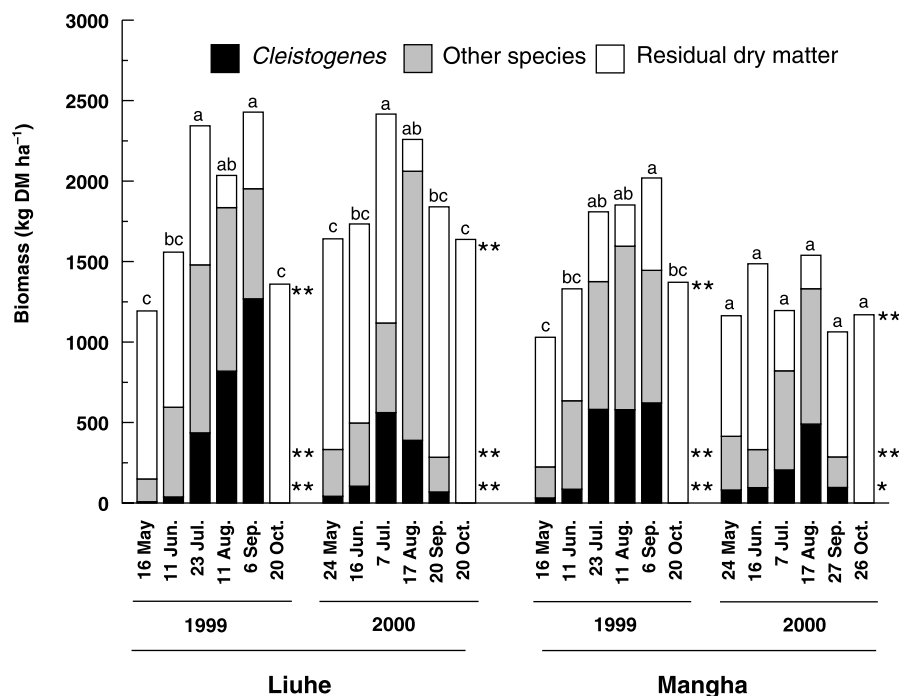 3000
Cleistogenes Other species Residual dry matter
2500
2000
1500
1000
500
0
Biomass (kg DM ha⁻¹)
c bc a ab a c
c bc a ab bc c
c bc ab ab a bc
a a a a a a
** ** ** **
** ** ** **
** ** ** *
16 May 11 Jun. 23 Jul. 11 Aug. 6 Sep. 20 Oct. 24 May 16 Jun. 7 Jul. 17 Aug. 20 Sep. 20 Oct. 16 May 11 Jun. 23 Jul. 11 Aug. 6 Sep. 20 Oct. 24 May 16 Jun. 7 Jul. 17 Aug. 27 Sep. 26 Oct.
1999 2000 1999 2000
Liuhe Mangha